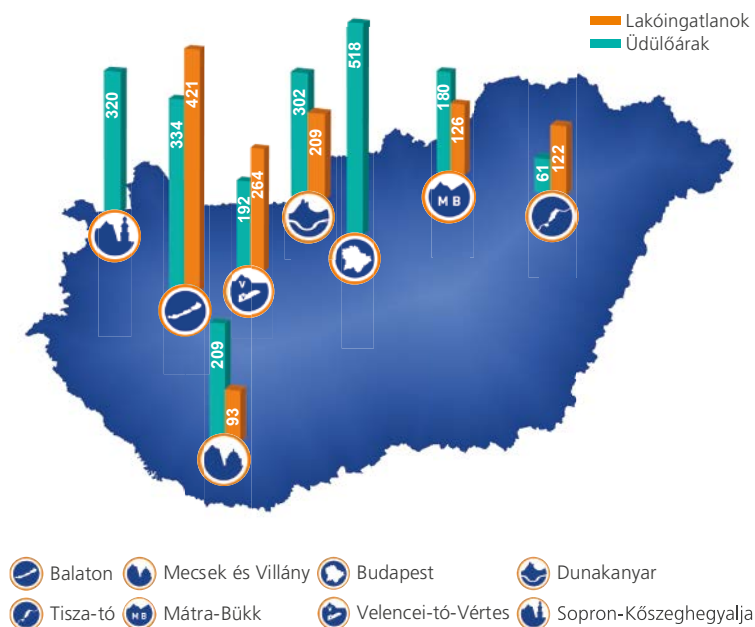 Lakóingatlanok
Üdülőárak
518
421
320
334
302
209
180
126
264
192
61
122
209
93
V
M B
Balaton
Mecsek és Villány
Budapest
Dunakanyar
Tisza-tó
M B
Mátra-Bükk
V
Velencei-tó-Vértes
Sopron-Kőszeghegyalja